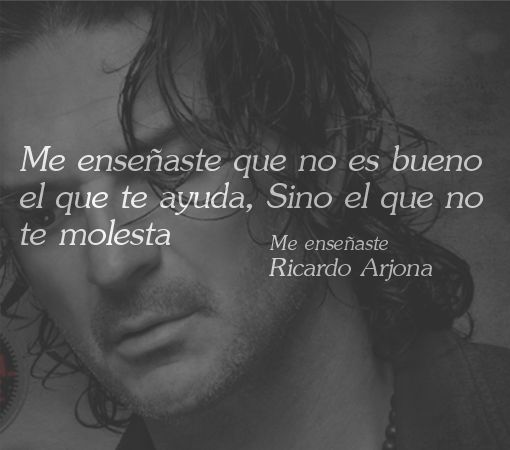 Me enseñaste que no es bueno
el que te ayuda, Sino el que no
te molesta
Me enseñaste
Ricardo Arjona